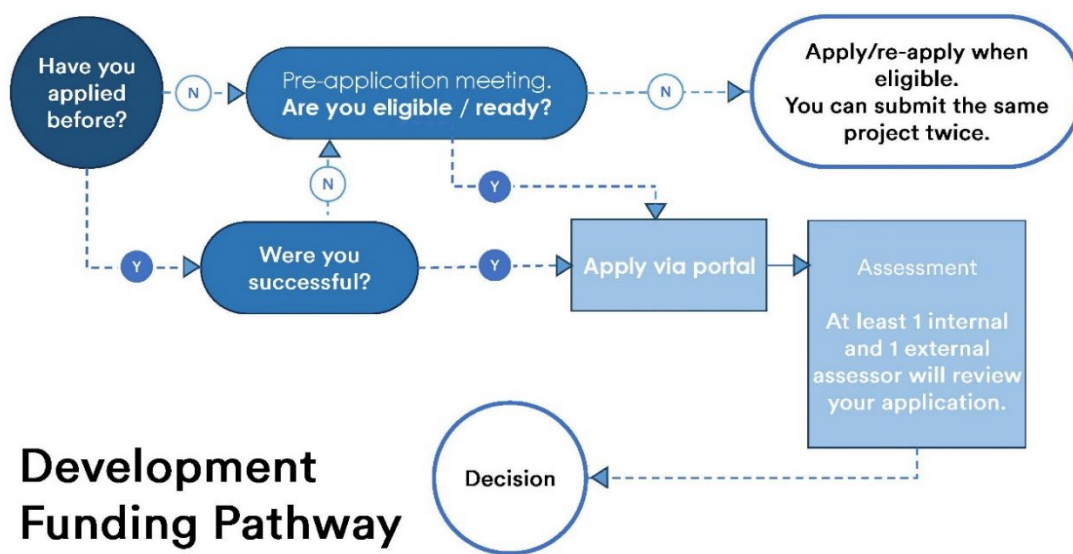 Have you
applied
before?
N
Pre-application meeting.
Are you eligible / ready?
N
Apply/re-apply when
eligible.
You can submit the same
project twice.
N
Y
Y
Were you
successful?
Y
Apply via portal
Assessment
At least 1 internal
and 1 external
assessor will review
your application.
Decision
Development
Funding Pathway